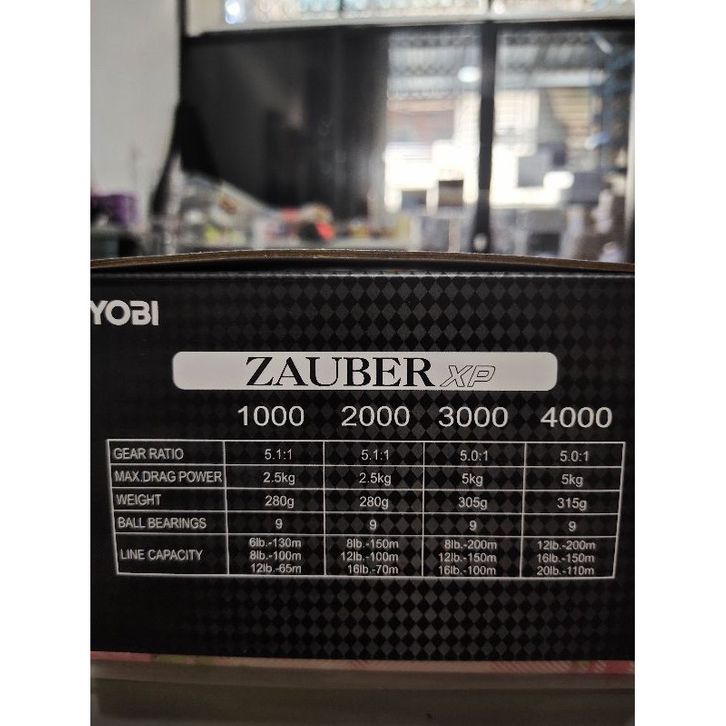 YOBI
ZAUBER XP
1000 2000 3000 4000
GEAR RATIO 5.1:1 5.1:1 5.0:1 5.0:1
MAX.DRAG POWER 2.5kg 2.5kg 5kg 5kg
WEIGHT 280g 280g 305g 315g
BALL BEARINGS 9 9 9 9
LINE CAPACITY 6lb.-130m 8lb.-150m 8lb.-200m 12lb.-200m
8lb.-100m 12lb.-100m 12lb.-150m 16lb.-150m
12lb.-65m 16lb.-70m 16lb.-100m 20lb.-110m